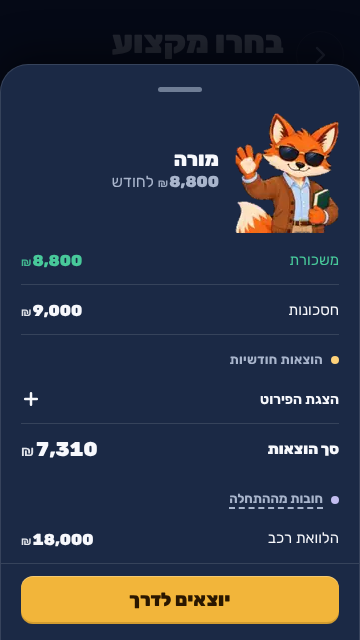 בחרו מקצוע
מורה
₪8,800 לחודש
משכורת ₪8,800
חסכונות ₪9,000
הוצאות חודשיות
הצגת הפירוט +
סך הוצאות ₪7,310
חובות מההתחלה
הלוואת רכב ₪18,000
יוצאים לדרך